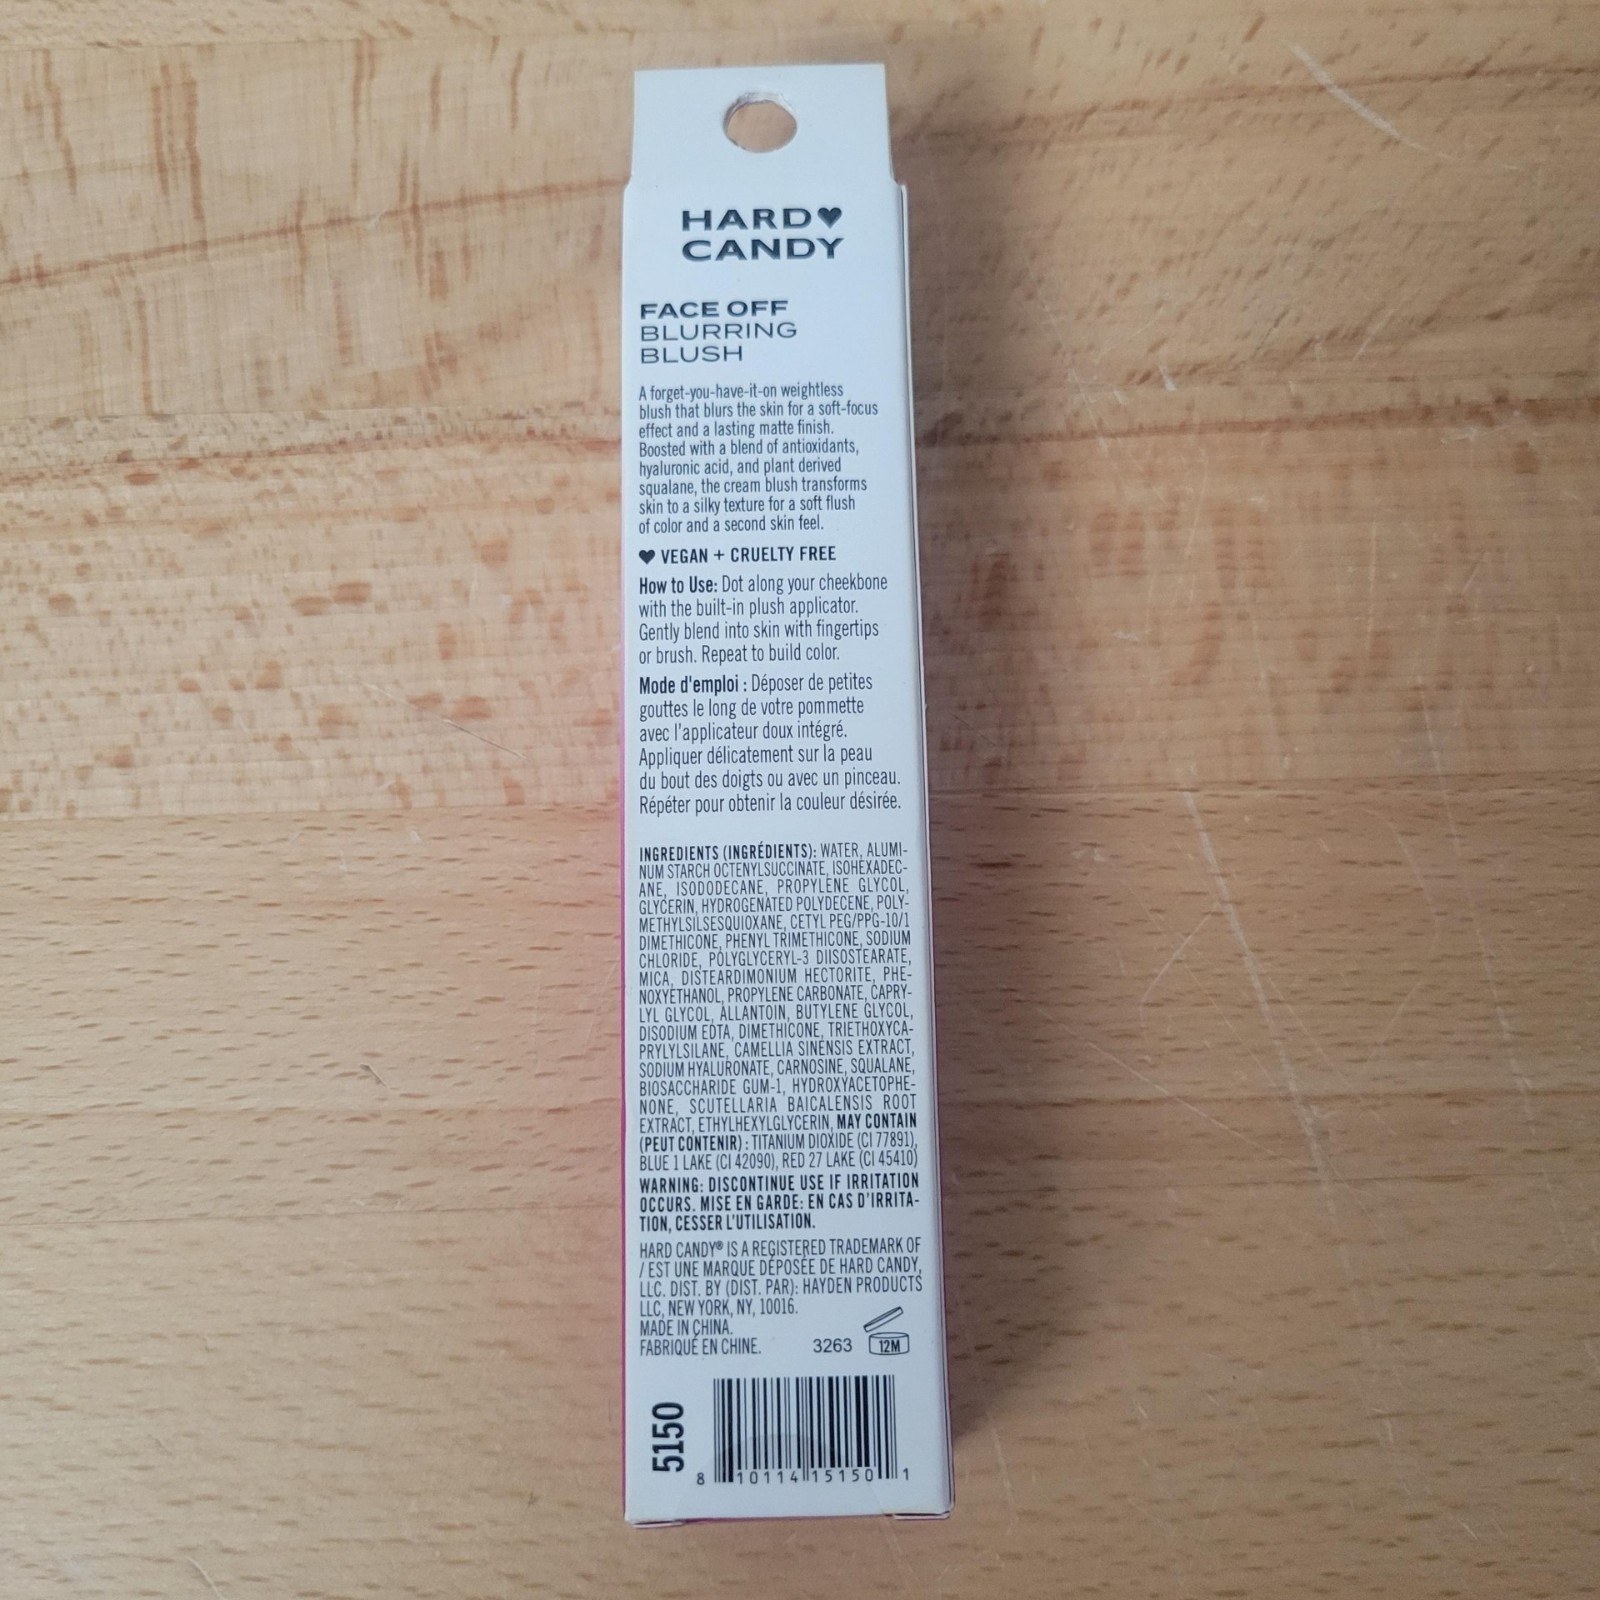 HARD♥
CANDY
FACE OFF
BLURRING
BLUSH
A forget-you-have-it-on weightless
blush that blurs the skin for a soft-focus
effect and a lasting matte finish.
Boosted with a blend of antioxidants,
hyaluronic acid, and plant derived
squalane, the cream blush transforms
skin to a silky texture for a soft flush
of color and a second skin feel.
♥ VEGAN + CRUELTY FREE
How to Use: Dot along your cheekbone
with the built-in plush applicator.
Gently blend into skin with fingertips
or brush. Repeat to build color.
Mode d'emploi : Déposer de petites
gouttes le long de votre pommette
avec l'applicateur doux intégré.
Appliquer délicatement sur la peau
du bout des doigts ou avec un pinceau.
Répéter pour obtenir la couleur désirée.
INGREDIENTS (INGRÉDIENTS): WATER, ALUMI-
NUM STARCH OCTENYLSUCCINATE, ISOHEXADEC-
ANE, ISODODECANE, PROPYLENE GLYCOL,
GLYCERIN, HYDROGENATED POLYDECENE, POLY-
METHYLSILSESQUIOXANE, CETYL PEG/PPG-10/1
DIMETHICONE, PHENYL TRIMETHICONE, SODIUM
CHLORIDE, POLYGLYCERYL-3 DIISOSTEARATE,
MICA, DISTEARDIMONIUM HECTORITE, PHE-
NOXYETHANOL, PROPYLENE CARBONATE, CAPRY-
LYL GLYCOL, ALLANTOIN, BUTYLENE GLYCOL,
DISODIUM EDTA, DIMETHICONE, TRIETHOXYCA-
PRYLYLSILANE, CAMELLIA SINENSIS EXTRACT,
SODIUM HYALURONATE, CARNOSINE, SQUALANE,
BIOSACCHARIDE GUM-1, HYDROXYACETOPHE-
NONE, SCUTELLARIA BAICALENSIS ROOT
EXTRACT, ETHYLHEXYLGLYCERIN, MAY CONTAIN
(PEUT CONTENIR) : TITANIUM DIOXIDE (CI 77891),
BLUE 1 LAKE (CI 42090), RED 27 LAKE (CI 45410)
WARNING: DISCONTINUE USE IF IRRITATION
OCCURS. MISE EN GARDE: EN CAS D'IRRITA-
TION, CESSER L'UTILISATION.
HARD CANDY® IS A REGISTERED TRADEMARK OF
/ EST UNE MARQUE DÉPOSÉE DE HARD CANDY,
LLC. DIST. BY (DIST. PAR): HAYDEN PRODUCTS
LLC, NEW YORK, NY, 10016.
MADE IN CHINA.
FABRIQUÉ EN CHINE. 3263 12M
5150
8 10114 15150 1